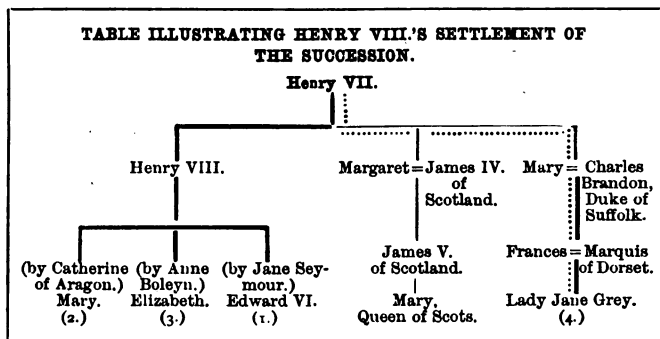 TABLE ILLUSTRATING HENRY VIII.'S SETTLEMENT OF
THE SUCCESSION.
Henry VII.
Henry VIII.
Margaret = James IV.
of
Scotland.
Mary = Charles
Brandon,
Duke of
Suffolk.
(by Catherine
of Aragon.)
Mary.
(2.)
(by Anne
Boleyn.)
Elizabeth.
(3.)
(by Jane Sey-
mour.)
Edward VI.
(1.)
James V.
of Scotland.
Mary,
Queen of Scots.
Frances = Marquis
of Dorset.
Lady Jane Grey.
(4.)